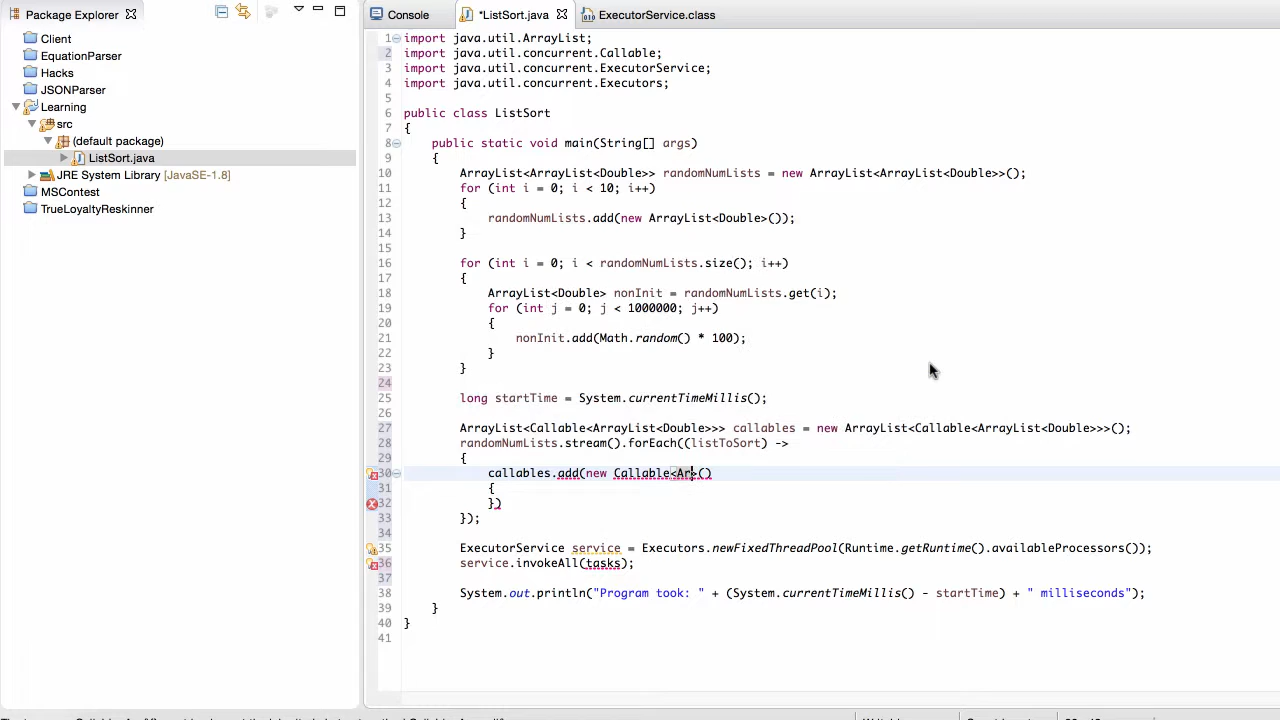 Package Explorer
Console
*ListSort.java
ExecutorService.class
Client
EquationParser
Hacks
JSONParser
Learning
src
(default package)
ListSort.java
JRE System Library [JavaSE-1.8]
MSContest
TrueLoyaltyReskinner
1 import java.util.ArrayList;
2 import java.util.concurrent.Callable;
3 import java.util.concurrent.ExecutorService;
4 import java.util.concurrent.Executors;
5
6 public class ListSort
7 {
8 public static void main(String[] args)
9 {
10 ArrayList<ArrayList<Double>> randomNumLists = new ArrayList<ArrayList<Double>>();
11 for (int i = 0; i < 10; i++)
12 {
13 randomNumLists.add(new ArrayList<Double>());
14 }
15
16 for (int i = 0; i < randomNumLists.size(); i++)
17 {
18 ArrayList<Double> nonInit = randomNumLists.get(i);
19 for (int j = 0; j < 1000000; j++)
20 {
21 nonInit.add(Math.random() * 100);
22 }
23 }
24
25 long startTime = System.currentTimeMillis();
26
27 ArrayList<Callable<ArrayList<Double>>> callables = new ArrayList<Callable<ArrayList<Double>>>();
28 randomNumLists.stream().forEach((listToSort) ->
29 {
30 callables.add(new Callable<Ar>()
31 {
32 })
33 });
34
35 ExecutorService service = Executors.newFixedThreadPool(Runtime.getRuntime().availableProcessors());
36 service.invokeAll(tasks);
37
38 System.out.println("Program took: " + (System.currentTimeMillis() - startTime) + " milliseconds");
39 }
40 }
41